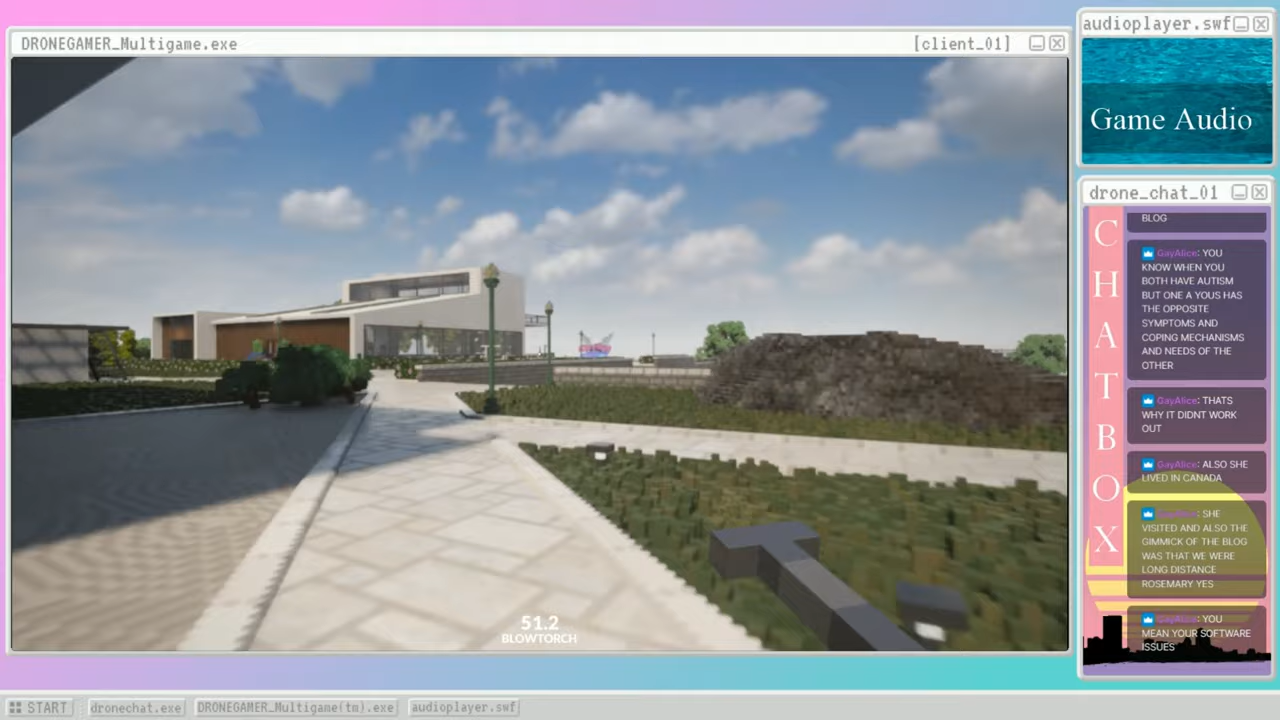 DRONEGAMER_Multigame.exe
[client_01]
51.2
BLOWTORCH
audioplayer.swf
Game Audio
drone_chat_01
CHATBOX
BLOG
GayAlice: YOU
KNOW WHEN YOU
BOTH HAVE AUTISM
BUT ONE A YOUS HAS
THE OPPOSITE
SYMPTOMS AND
COPING MECHANISMS
AND NEEDS OF THE
OTHER
GayAlice: THATS
WHY IT DIDNT WORK
OUT
GayAlice: ALSO SHE
LIVED IN CANADA
GayAlice: SHE
VISITED AND ALSO THE
GIMMICK OF THE BLOG
WAS THAT WE WERE
LONG DISTANCE
ROSEMARY YES
GayAlice: YOU
MEAN YOUR SOFTWARE
ISSUES
START
dronechat.exe
DRONEGAMER_Multigame(tm).exe
audioplayer.swf